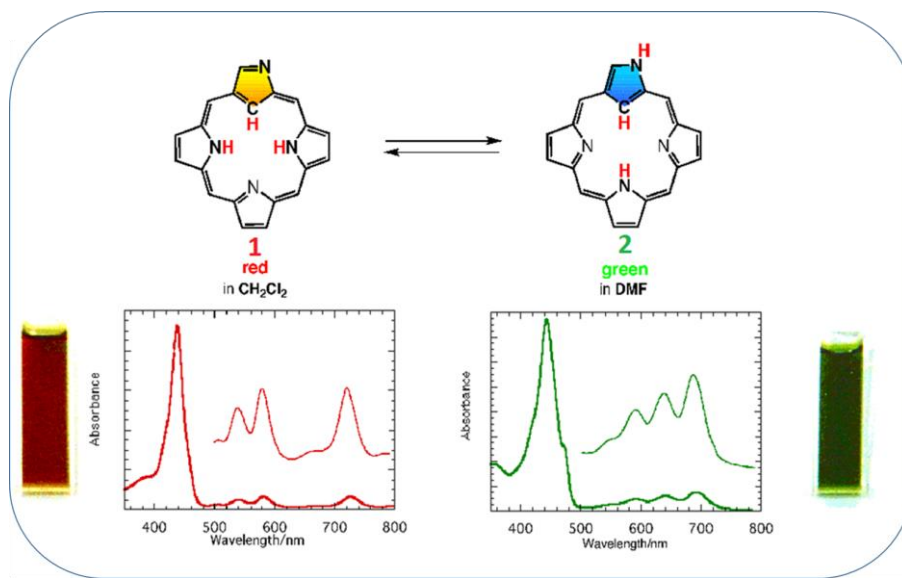 N
H
C
H
NH
HN
N
N
C
H
N
N
H
N
1
red
in CH₂Cl₂
2
green
in DMF
Absorbance
400 500 600 700 800
Wavelength/nm
Absorbance
400 500 600 700 800
Wavelength/nm